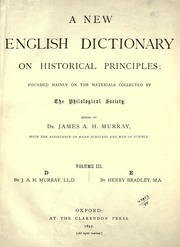 A NEW
ENGLISH DICTIONARY
ON HISTORICAL PRINCIPLES;
FOUNDED MAINLY ON THE MATERIALS COLLECTED BY
The Philological Society.
EDITED BY
DR. JAMES A. H. MURRAY,
WITH THE ASSISTANCE OF MANY SCHOLARS AND MEN OF SCIENCE.
VOLUME III.
D E
BY J. A. H. MURRAY, LL.D. BY HENRY BRADLEY, M.A.
OXFORD:
AT THE CLARENDON PRESS
1897.
[All rights reserved]